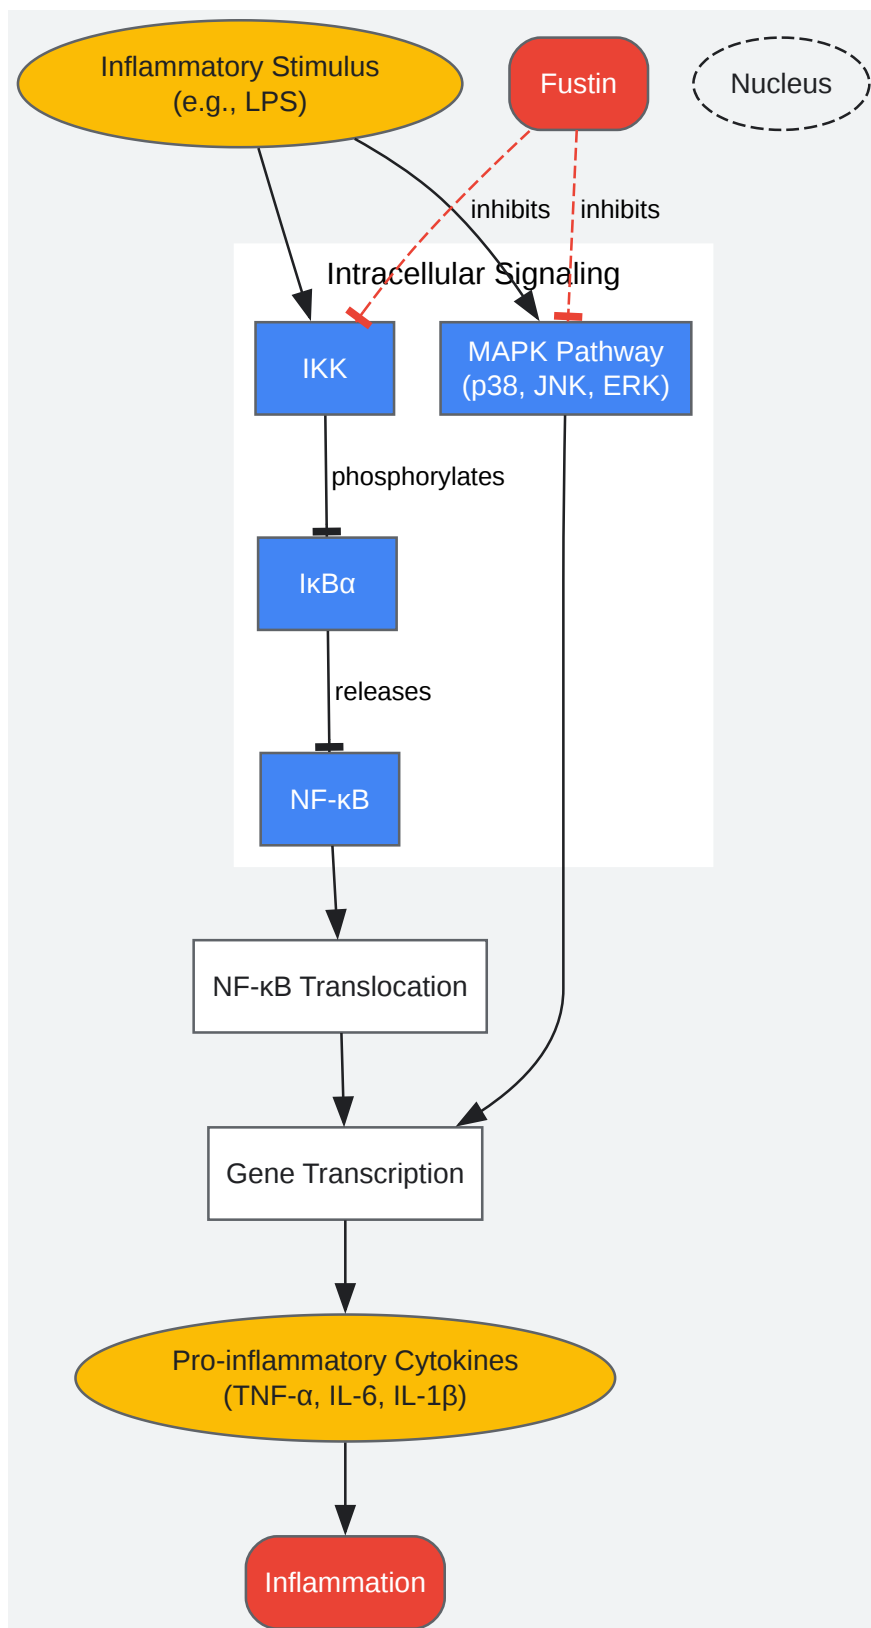 Inflammatory Stimulus
(e.g., LPS)
Fustin
Nucleus
inhibits
inhibits
Intracellular Signaling
IKK
MAPK Pathway
(p38, JNK, ERK)
phosphorylates
IκBα
releases
NF-κB
NF-κB Translocation
Gene Transcription
Pro-inflammatory Cytokines
(TNF-α, IL-6, IL-1β)
Inflammation